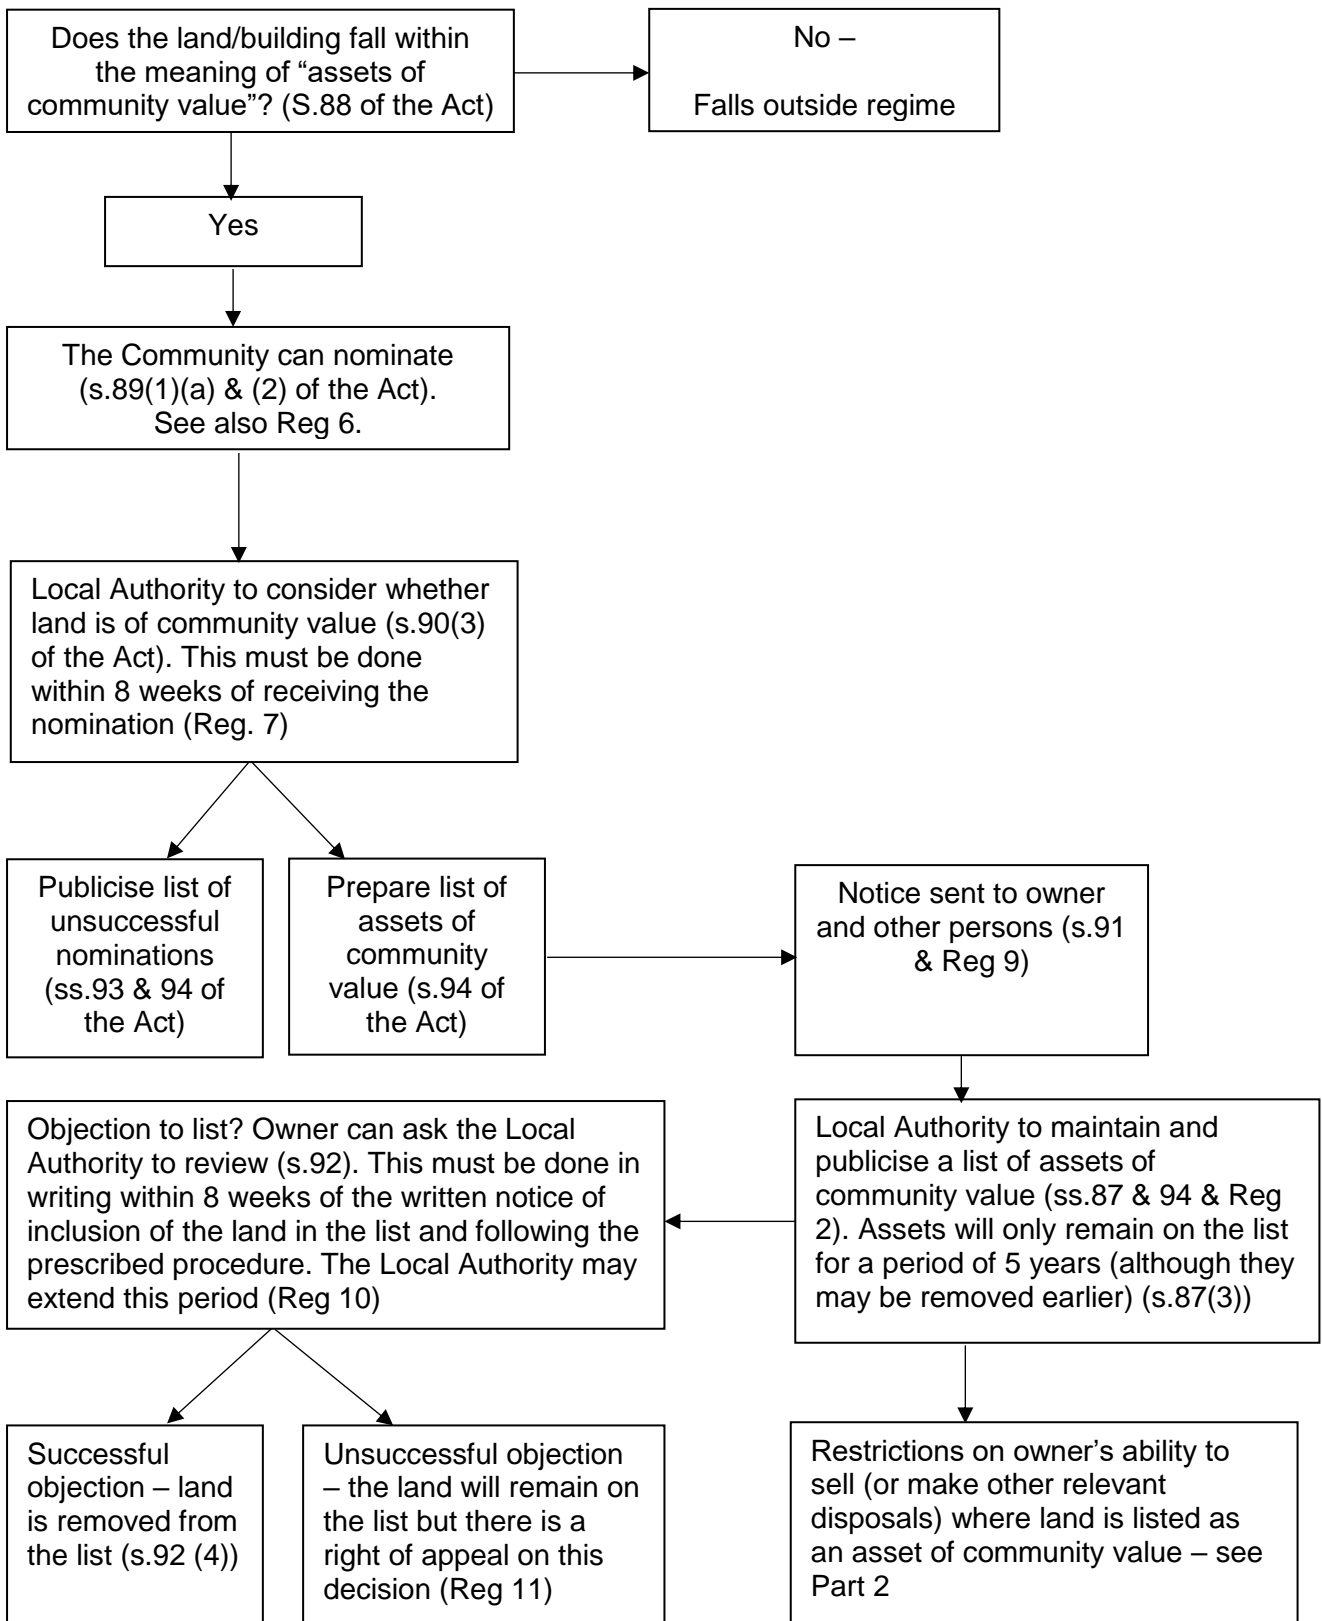 Does the land/building fall within
the meaning of “assets of
community value”? (S.88 of the Act)
No –
Falls outside regime
Yes
The Community can nominate
(s.89(1)(a) & (2) of the Act).
See also Reg 6.
Local Authority to consider whether
land is of community value (s.90(3)
of the Act). This must be done
within 8 weeks of receiving the
nomination (Reg. 7)
Publicise list of
unsuccessful
nominations
(ss.93 & 94 of
the Act)
Prepare list of
assets of
community
value (s.94 of
the Act)
Notice sent to owner
and other persons (s.91
& Reg 9)
Objection to list? Owner can ask the Local
Authority to review (s.92). This must be done in
writing within 8 weeks of the written notice of
inclusion of the land in the list and following the
prescribed procedure. The Local Authority may
extend this period (Reg 10)
Local Authority to maintain and
publicise a list of assets of
community value (ss.87 & 94 & Reg
2). Assets will only remain on the list
for a period of 5 years (although they
may be removed earlier) (s.87(3))
Successful
objection – land
is removed from
the list (s.92 (4))
Unsuccessful objection
– the land will remain on
the list but there is a
right of appeal on this
decision (Reg 11)
Restrictions on owner’s ability to
sell (or make other relevant
disposals) where land is listed as
an asset of community value – see
Part 2